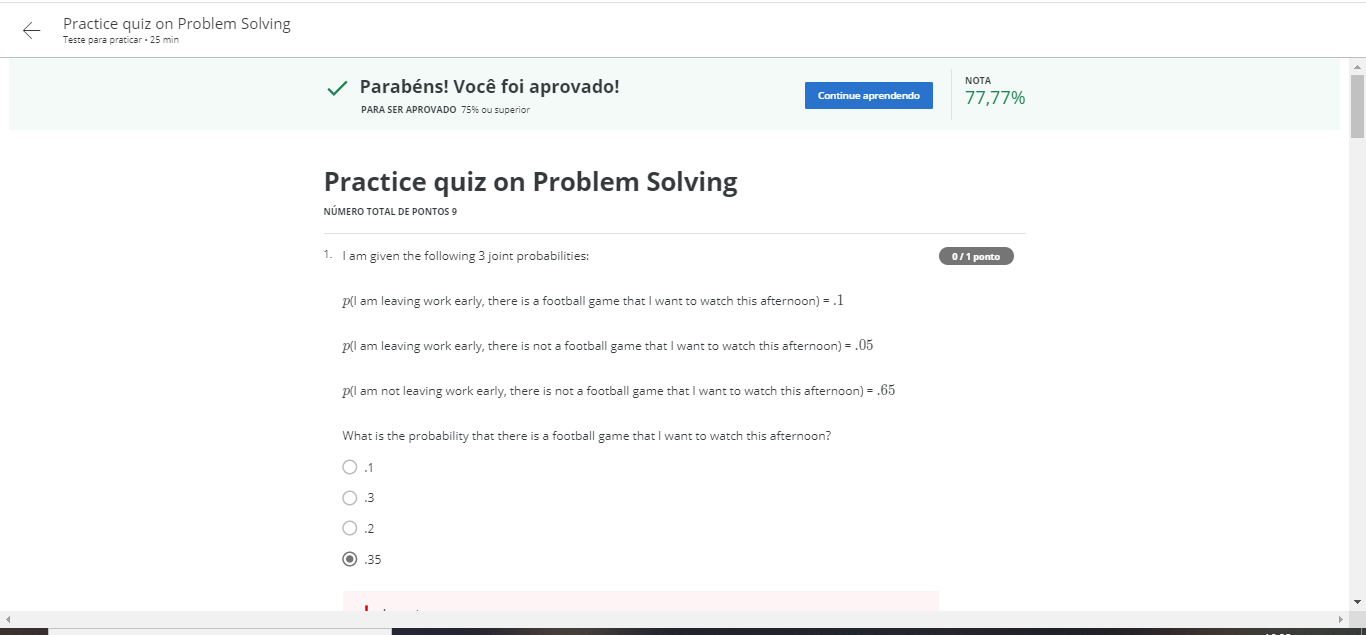 Practice quiz on Problem Solving
Teste para praticar • 25 min
Parabéns! Você foi aprovado!
PARA SER APROVADO 75% ou superior
Continue aprendendo
NOTA
77,77%
Practice quiz on Problem Solving
NÚMERO TOTAL DE PONTOS 9
1. I am given the following 3 joint probabilities:
0 / 1 ponto
p(I am leaving work early, there is a football game that I want to watch this afternoon) = .1
p(I am leaving work early, there is not a football game that I want to watch this afternoon) = .05
p(I am not leaving work early, there is not a football game that I want to watch this afternoon) = .65
What is the probability that there is a football game that I want to watch this afternoon?
.1
.3
.2
.35